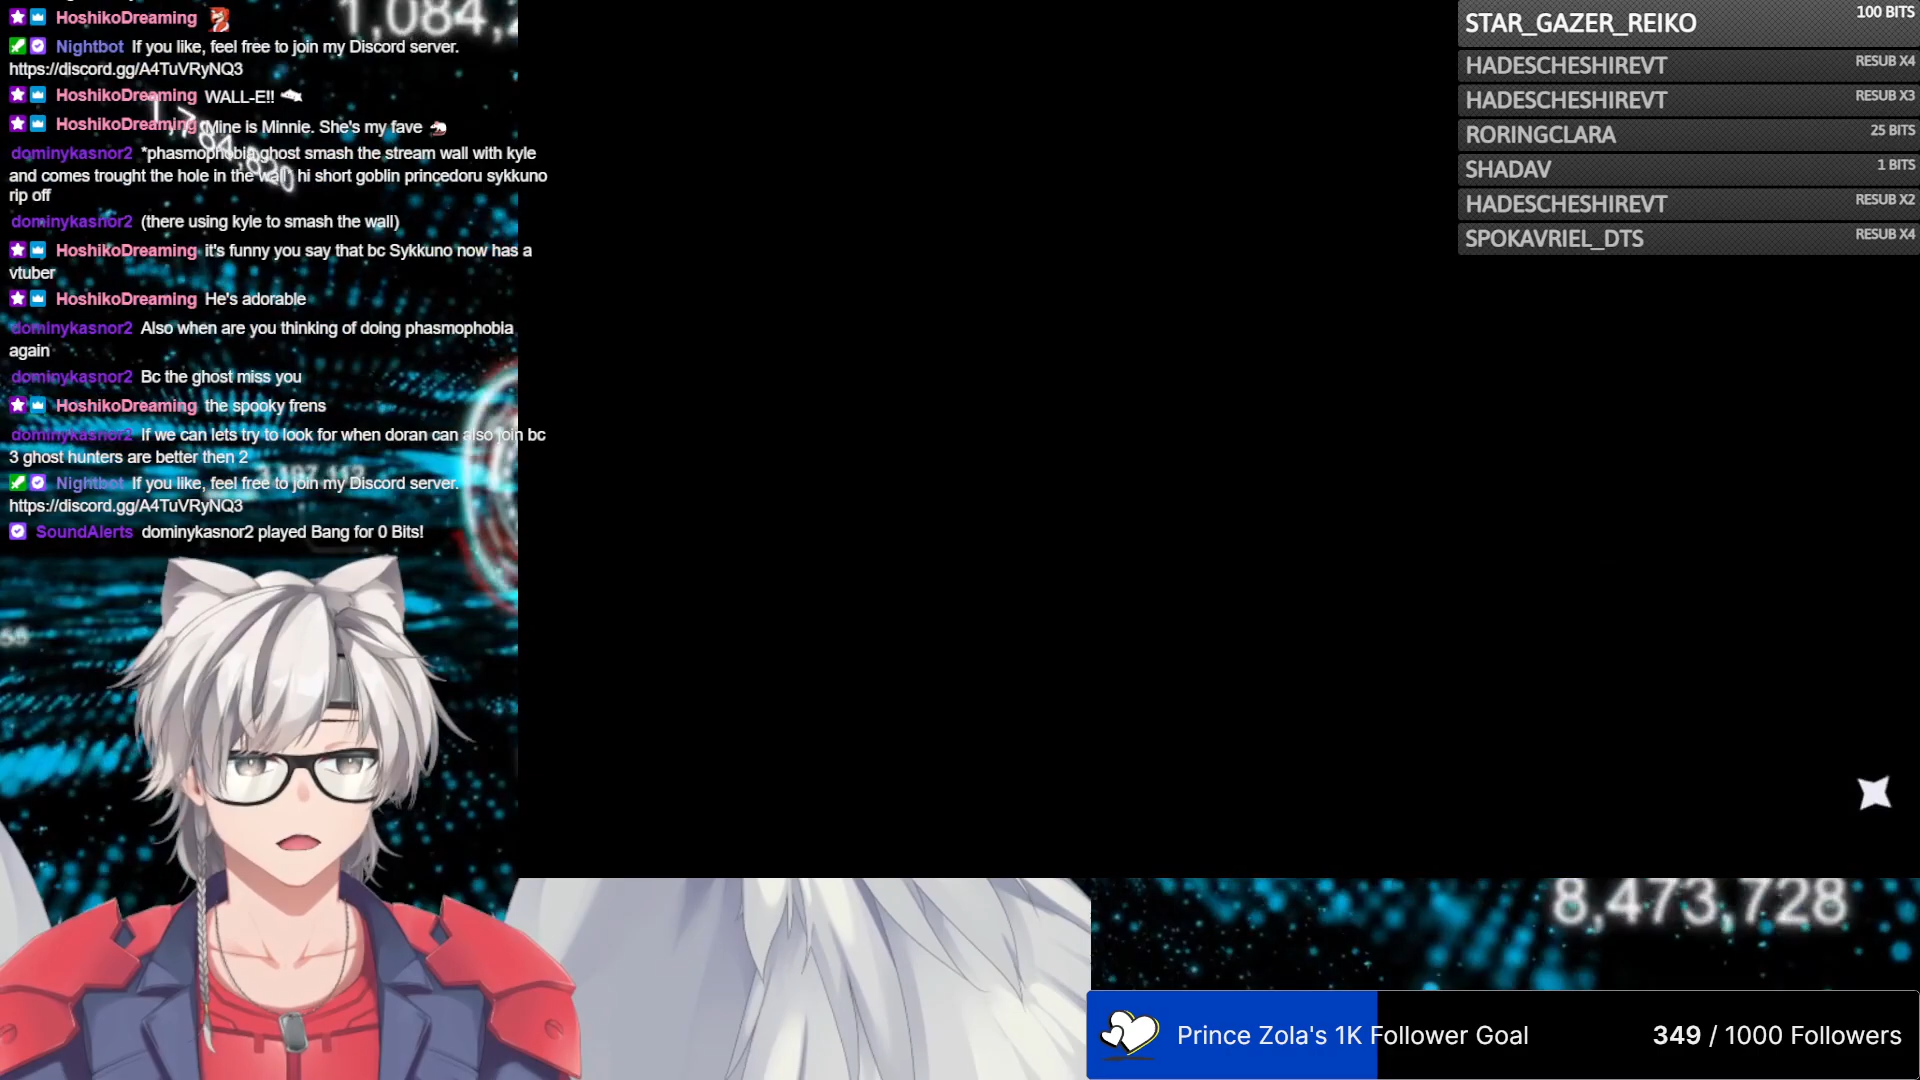 1,084,2
HoshikoDreaming
Nightbot If you like, feel free to join my Discord server.
https://discord.gg/A4TuVRyNQ3
HoshikoDreaming WALL-E!!
HoshikoDreaming Mine is Minnie. She's my fave
dominykasnor2 *phasmophobia ghost smash the stream wall with kyle
and comes trought the hole in the wall* hi short goblin princedoru sykkuno
rip off
dominykasnor2 (there using kyle to smash the wall)
HoshikoDreaming it's funny you say that bc Sykkuno now has a
vtuber
HoshikoDreaming He's adorable
dominykasnor2 Also when are you thinking of doing phasmophobia
again
dominykasnor2 Bc the ghost miss you
HoshikoDreaming the spooky frens
dominykasnor2 If we can lets try to look for when doran can also join bc
3 ghost hunters are better then 2
Nightbot If you like, feel free to join my Discord server.
https://discord.gg/A4TuVRyNQ3
SoundAlerts dominykasnor2 played Bang for 0 Bits!
STAR_GAZER_REIKO 100 BITS
HADESCHESHIREVT RESUB X4
HADESCHESHIREVT RESUB X3
RORINGCLARA 25 BITS
SHADAV 1 BITS
HADESCHESHIREVT RESUB X2
SPOKAVRIEL_DTS RESUB X4
8,473,728
Prince Zola's 1K Follower Goal 349 / 1000 Followers